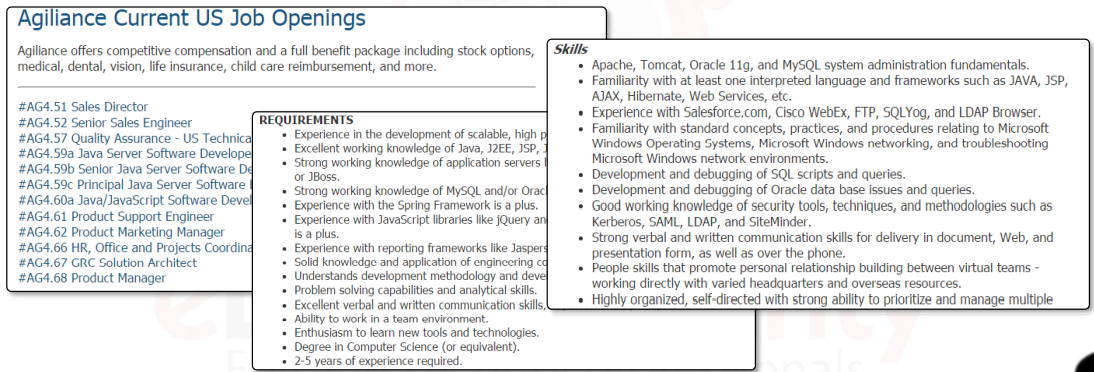 Agiliance Current US Job Openings
Agiliance offers competitive compensation and a full benefit package including stock options,
medical, dental, vision, life insurance, child care reimbursement, and more.
#AG4.51 Sales Director
#AG4.52 Senior Sales Engineer
#AG4.57 Quality Assurance - US Technica
#AG4.59a Java Server Software Develope
#AG4.59b Senior Java Server Software De
#AG4.59c Principal Java Server Software
#AG4.60a Java/JavaScript Software Devel
#AG4.61 Product Support Engineer
#AG4.62 Product Marketing Manager
#AG4.66 HR, Office and Projects Coordina
#AG4.67 GRC Solution Architect
#AG4.68 Product Manager
REQUIREMENTS
• Experience in the development of scalable, high p
• Excellent working knowledge of Java, J2EE, JSP, J
• Strong working knowledge of application servers
or JBoss.
• Strong working knowledge of MySQL and/or Orac
• Experience with the Spring Framework is a plus.
• Experience with JavaScript libraries like jQuery an
is a plus.
• Experience with reporting frameworks like Jaspers
• Solid knowledge and application of engineering co
• Understands development methodology and deve
• Problem solving capabilities and analytical skills.
• Excellent verbal and written communication skills,
• Ability to work in a team environment.
• Enthusiasm to learn new tools and technologies.
• Degree in Computer Science (or equivalent).
• 2-5 years of experience required.
Skills
• Apache, Tomcat, Oracle 11g, and MySQL system administration fundamentals.
• Familiarity with at least one interpreted language and frameworks such as JAVA, JSP,
AJAX, Hibernate, Web Services, etc.
• Experience with Salesforce.com, Cisco WebEx, FTP, SQLYog, and LDAP Browser.
• Familiarity with standard concepts, practices, and procedures relating to Microsoft
Windows Operating Systems, Microsoft Windows networking, and troubleshooting
Microsoft Windows network environments.
• Development and debugging of SQL scripts and queries.
• Development and debugging of Oracle data base issues and queries.
• Good working knowledge of security tools, techniques, and methodologies such as
Kerberos, SAML, LDAP, and SiteMinder.
• Strong verbal and written communication skills for delivery in document, Web, and
presentation form, as well as over the phone.
• People skills that promote personal relationship building between virtual teams -
working directly with varied headquarters and overseas resources.
• Highly organized, self-directed with strong ability to prioritize and manage multiple